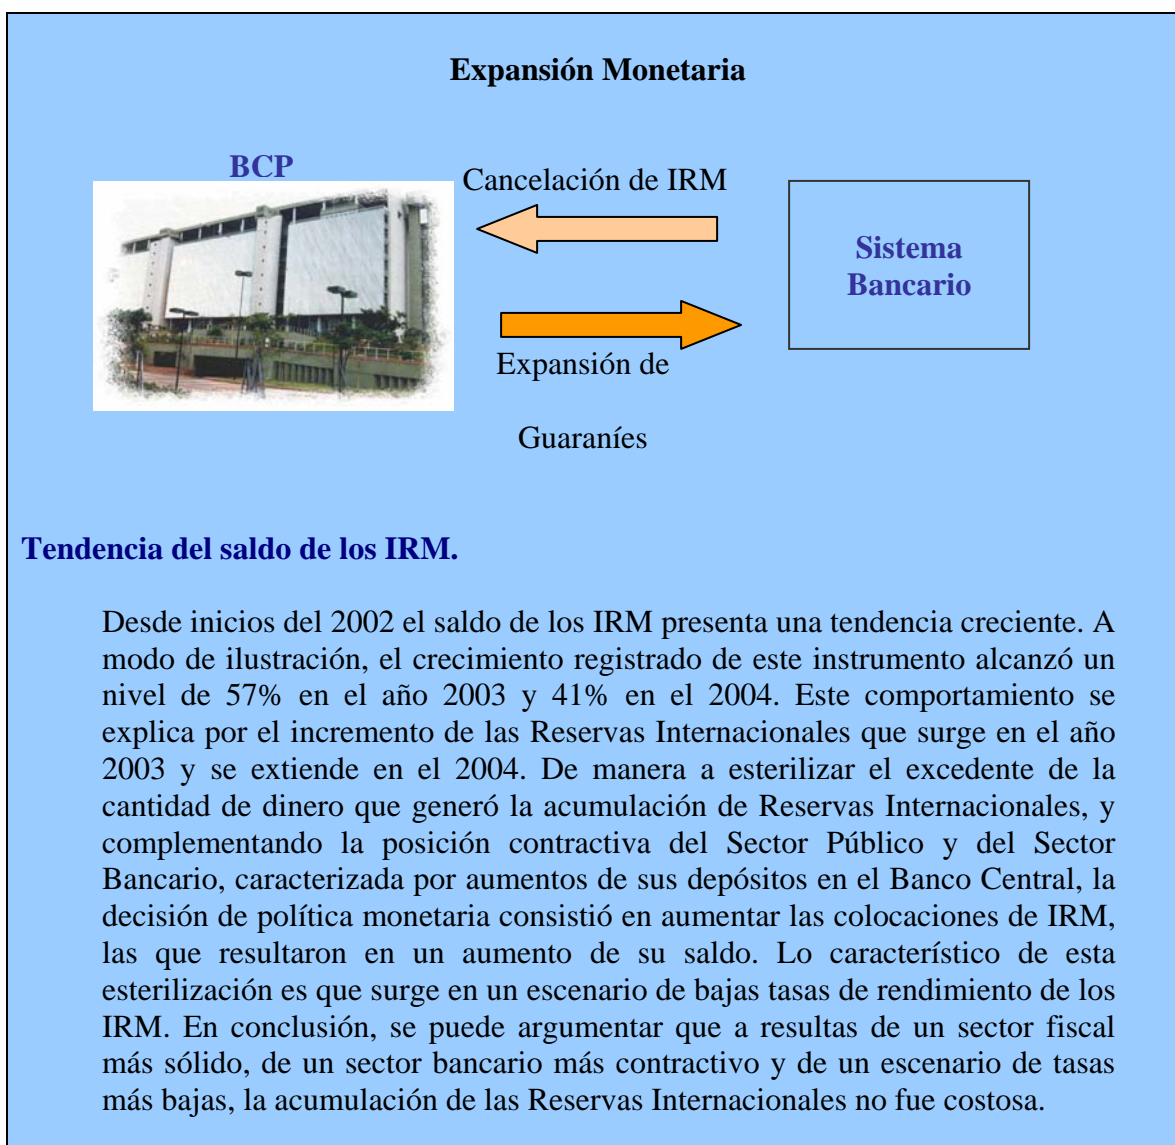 Expansión Monetaria
BCP
Cancelación de IRM
Sistema
Bancario
Expansión de
Guaraníes
Tendencia del saldo de los IRM.
Desde inicios del 2002 el saldo de los IRM presenta una tendencia creciente. A
modo de ilustración, el crecimiento registrado de este instrumento alcanzó un
nivel de 57% en el año 2003 y 41% en el 2004. Este comportamiento se
explica por el incremento de las Reservas Internacionales que surge en el año
2003 y se extiende en el 2004. De manera a esterilizar el excedente de la
cantidad de dinero que generó la acumulación de Reservas Internacionales, y
complementando la posición contractiva del Sector Público y del Sector
Bancario, caracterizada por aumentos de sus depósitos en el Banco Central, la
decisión de política monetaria consistió en aumentar las colocaciones de IRM,
las que resultaron en un aumento de su saldo. Lo característico de esta
esterilización es que surge en un escenario de bajas tasas de rendimiento de los
IRM. En conclusión, se puede argumentar que a resultas de un sector fiscal
más sólido, de un sector bancario más contractivo y de un escenario de tasas
más bajas, la acumulación de las Reservas Internacionales no fue costosa.